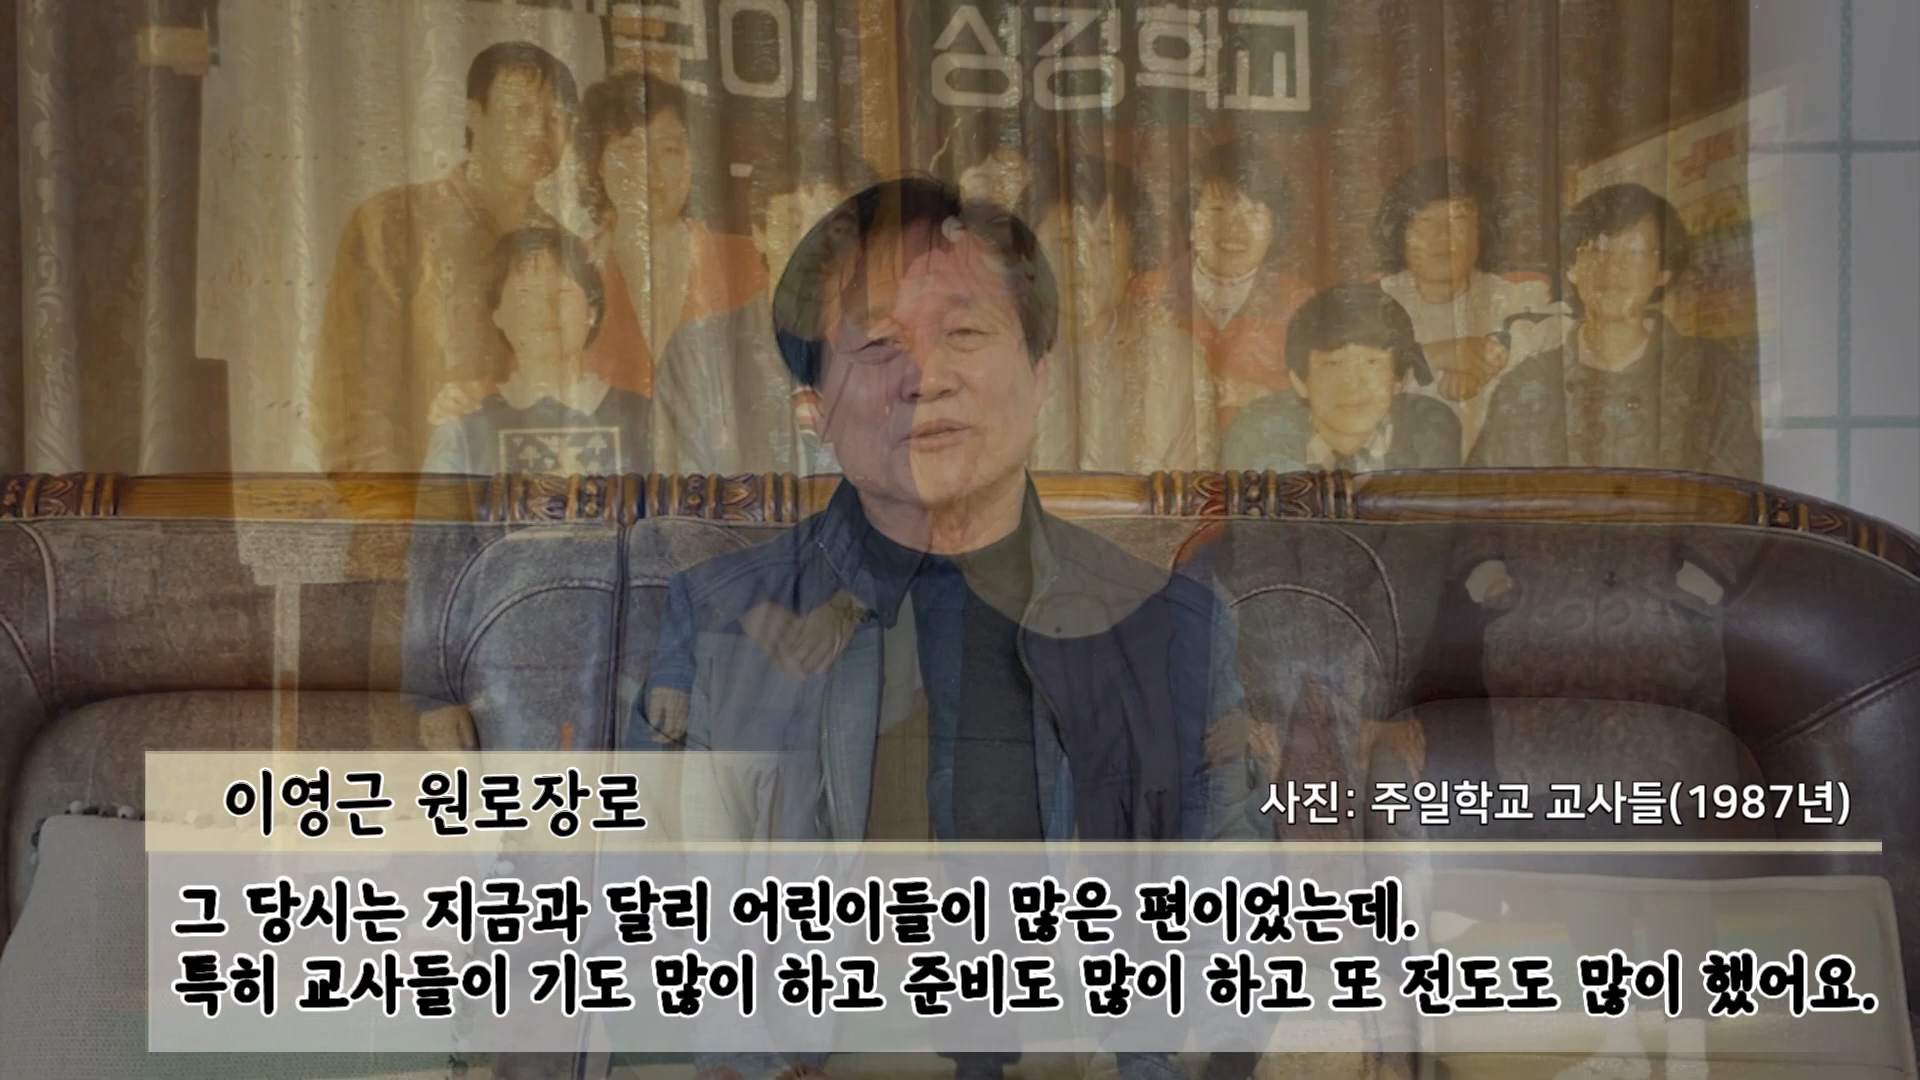 성경학교
이영근 원로장로
사진: 주일학교 교사들(1987년)
그 당시는 지금과 달리 어린이들이 많은 편이었는데.
특히 교사들이 기도 많이 하고 준비도 많이 하고 또 전도도 많이 했어요.